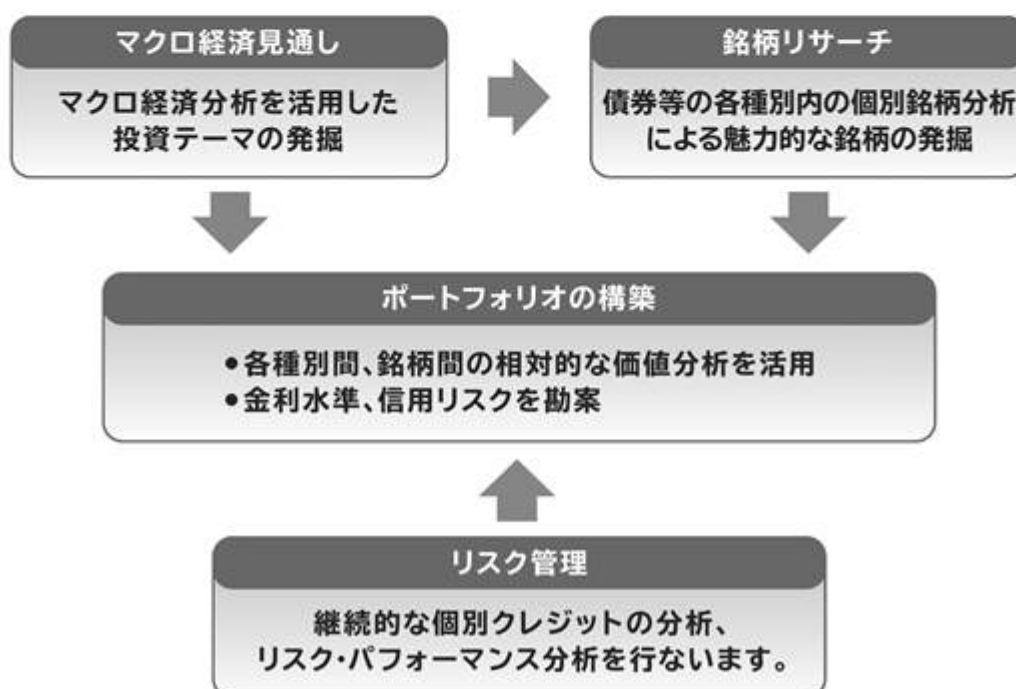 マクロ経済見通し
マクロ経済分析を活用した
投資テーマの発掘
銘柄リサーチ
債券等の各種別内の個別銘柄分析
による魅力的な銘柄の発掘
ポートフォリオの構築
●各種別間、銘柄間の相対的な価値分析を活用
●金利水準、信用リスクを勘案
リスク管理
継続的な個別クレジットの分析、
リスク・パフォーマンス分析を行ないます。